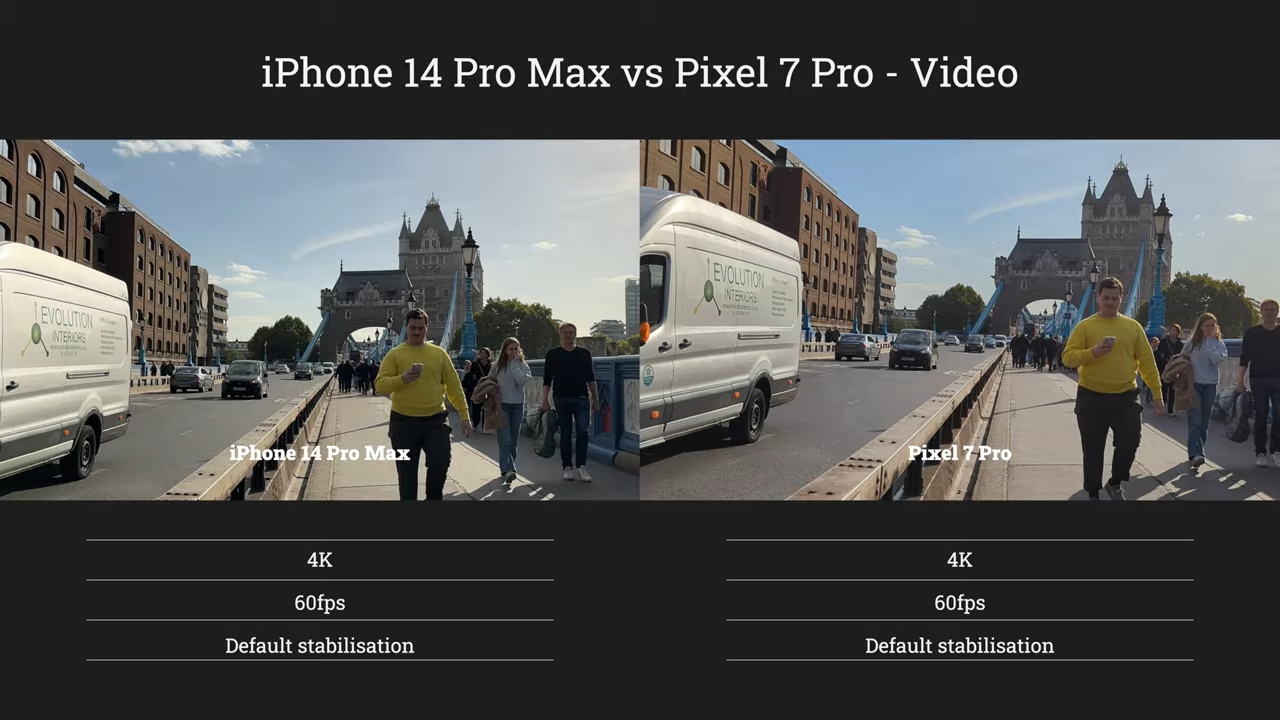 iPhone 14 Pro Max vs Pixel 7 Pro - Video
EVOLUTION
INTERIORS
iPhone 14 Pro Max
EVOLUTION
INTERIORS
Pixel 7 Pro
4K
60fps
Default stabilisation
4K
60fps
Default stabilisation